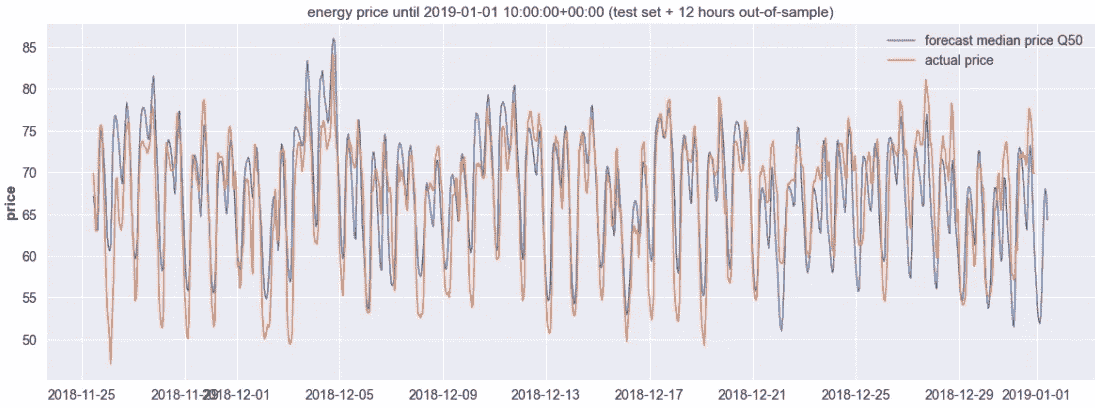 energy price until 2019-01-01 10:00:00+00:00 (test set + 12 hours out-of-sample)
forecast median price Q50
actual price
price
85
80
75
70
65
60
55
50
2018-11-25 2018-11-29 2018-12-01 2018-12-05 2018-12-09 2018-12-13 2018-12-17 2018-12-21 2018-12-25 2018-12-29 2019-01-01